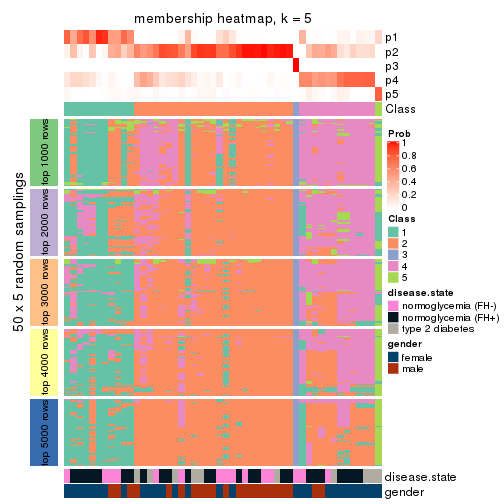 membership heatmap, k = 5
p1
p2
p3
p4
p5
Class
50 x 5 random samplings
top 1000 rows
top 2000 rows
top 3000 rows
top 4000 rows
top 5000 rows
disease.state
gender
Prob
1
0.8
0.6
0.4
0.2
0
Class
1
2
3
4
5
disease.state
normoglycemia (FH-)
normoglycemia (FH+)
type 2 diabetes
gender
female
male